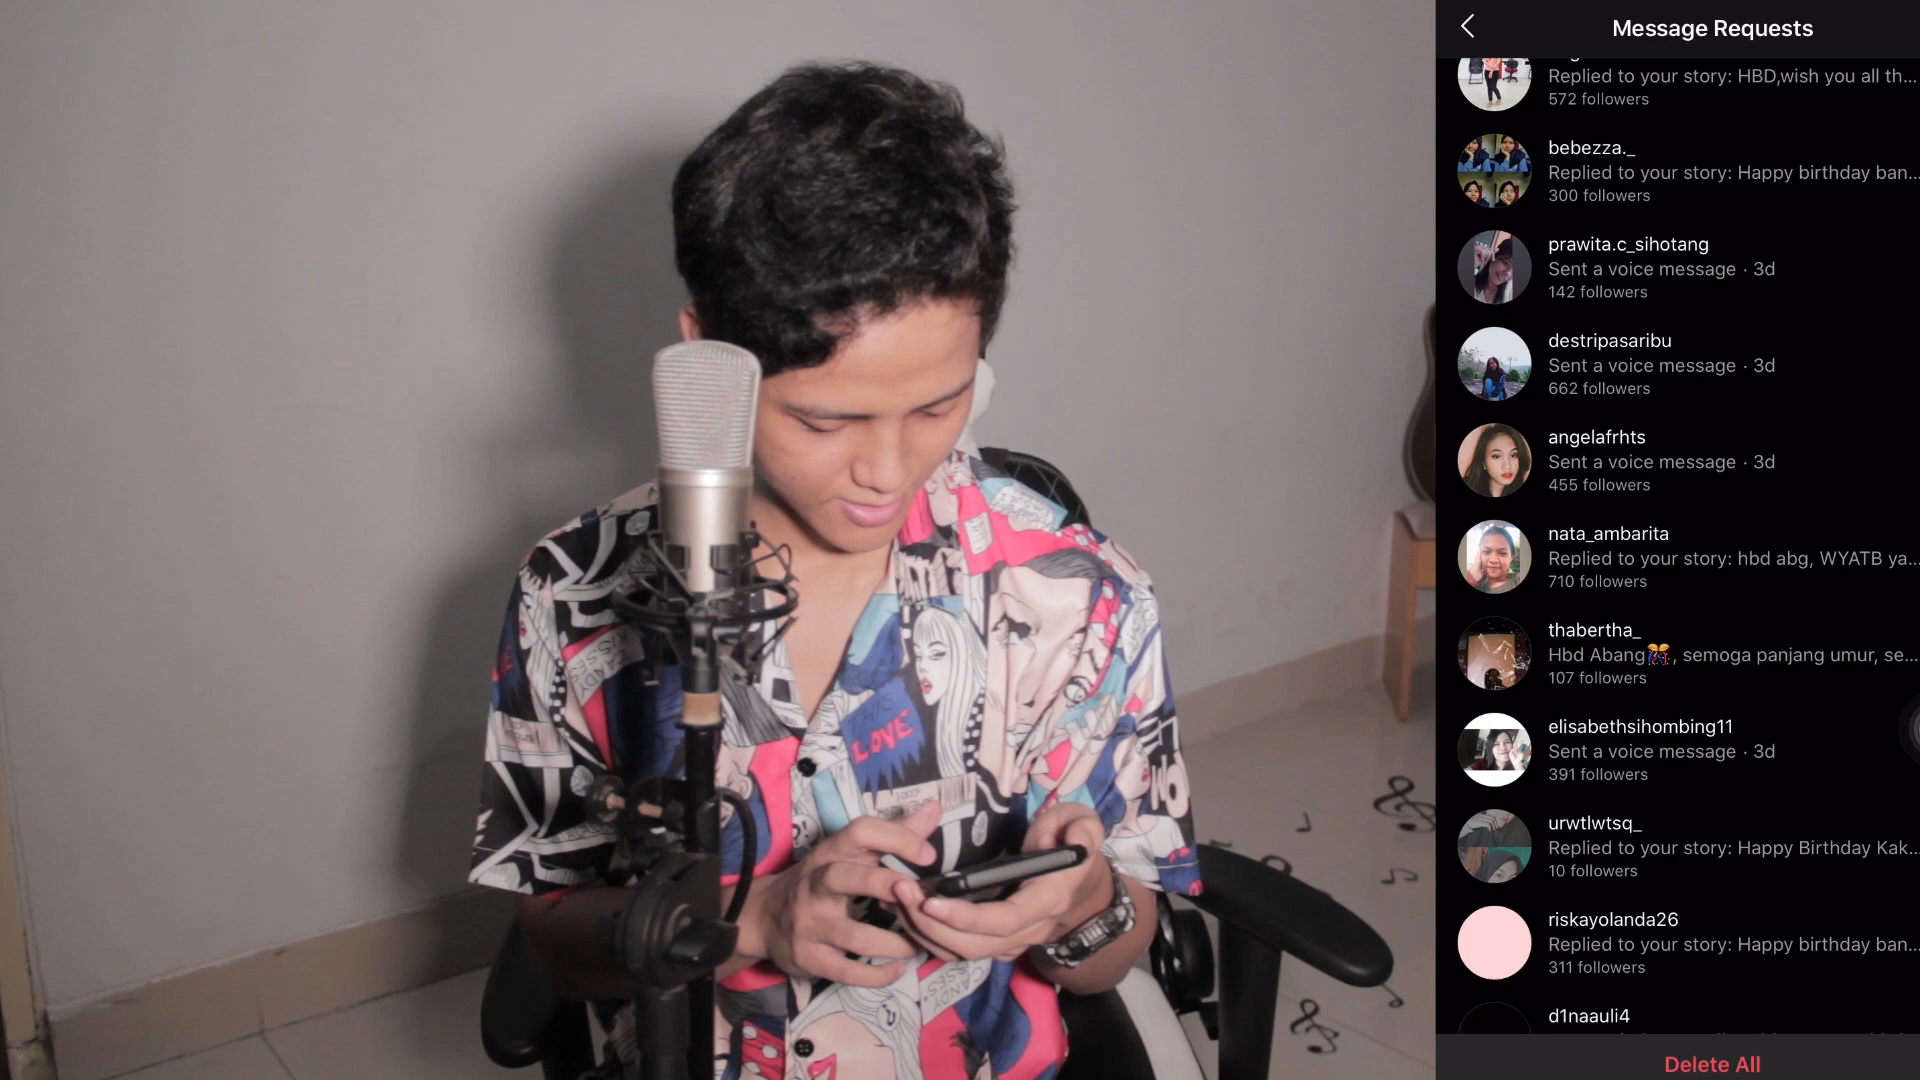 Message Requests
Replied to your story: HBD,wish you all th...
572 followers
bebezza._
Replied to your story: Happy birthday ban...
300 followers
prawita.c_sihotang
Sent a voice message · 3d
142 followers
destripasaribu
Sent a voice message · 3d
662 followers
angelafrhts
Sent a voice message · 3d
455 followers
nata_ambarita
Replied to your story: hbd abg, WYATB ya...
710 followers
thabertha_
Hbd Abang🎊, semoga panjang umur, se...
107 followers
elisabethsihombing11
Sent a voice message · 3d
391 followers
urwtlwtsq_
Replied to your story: Happy Birthday Kak...
10 followers
riskayolanda26
Replied to your story: Happy birthday ban...
311 followers
d1naauli4
Delete All
LOVE